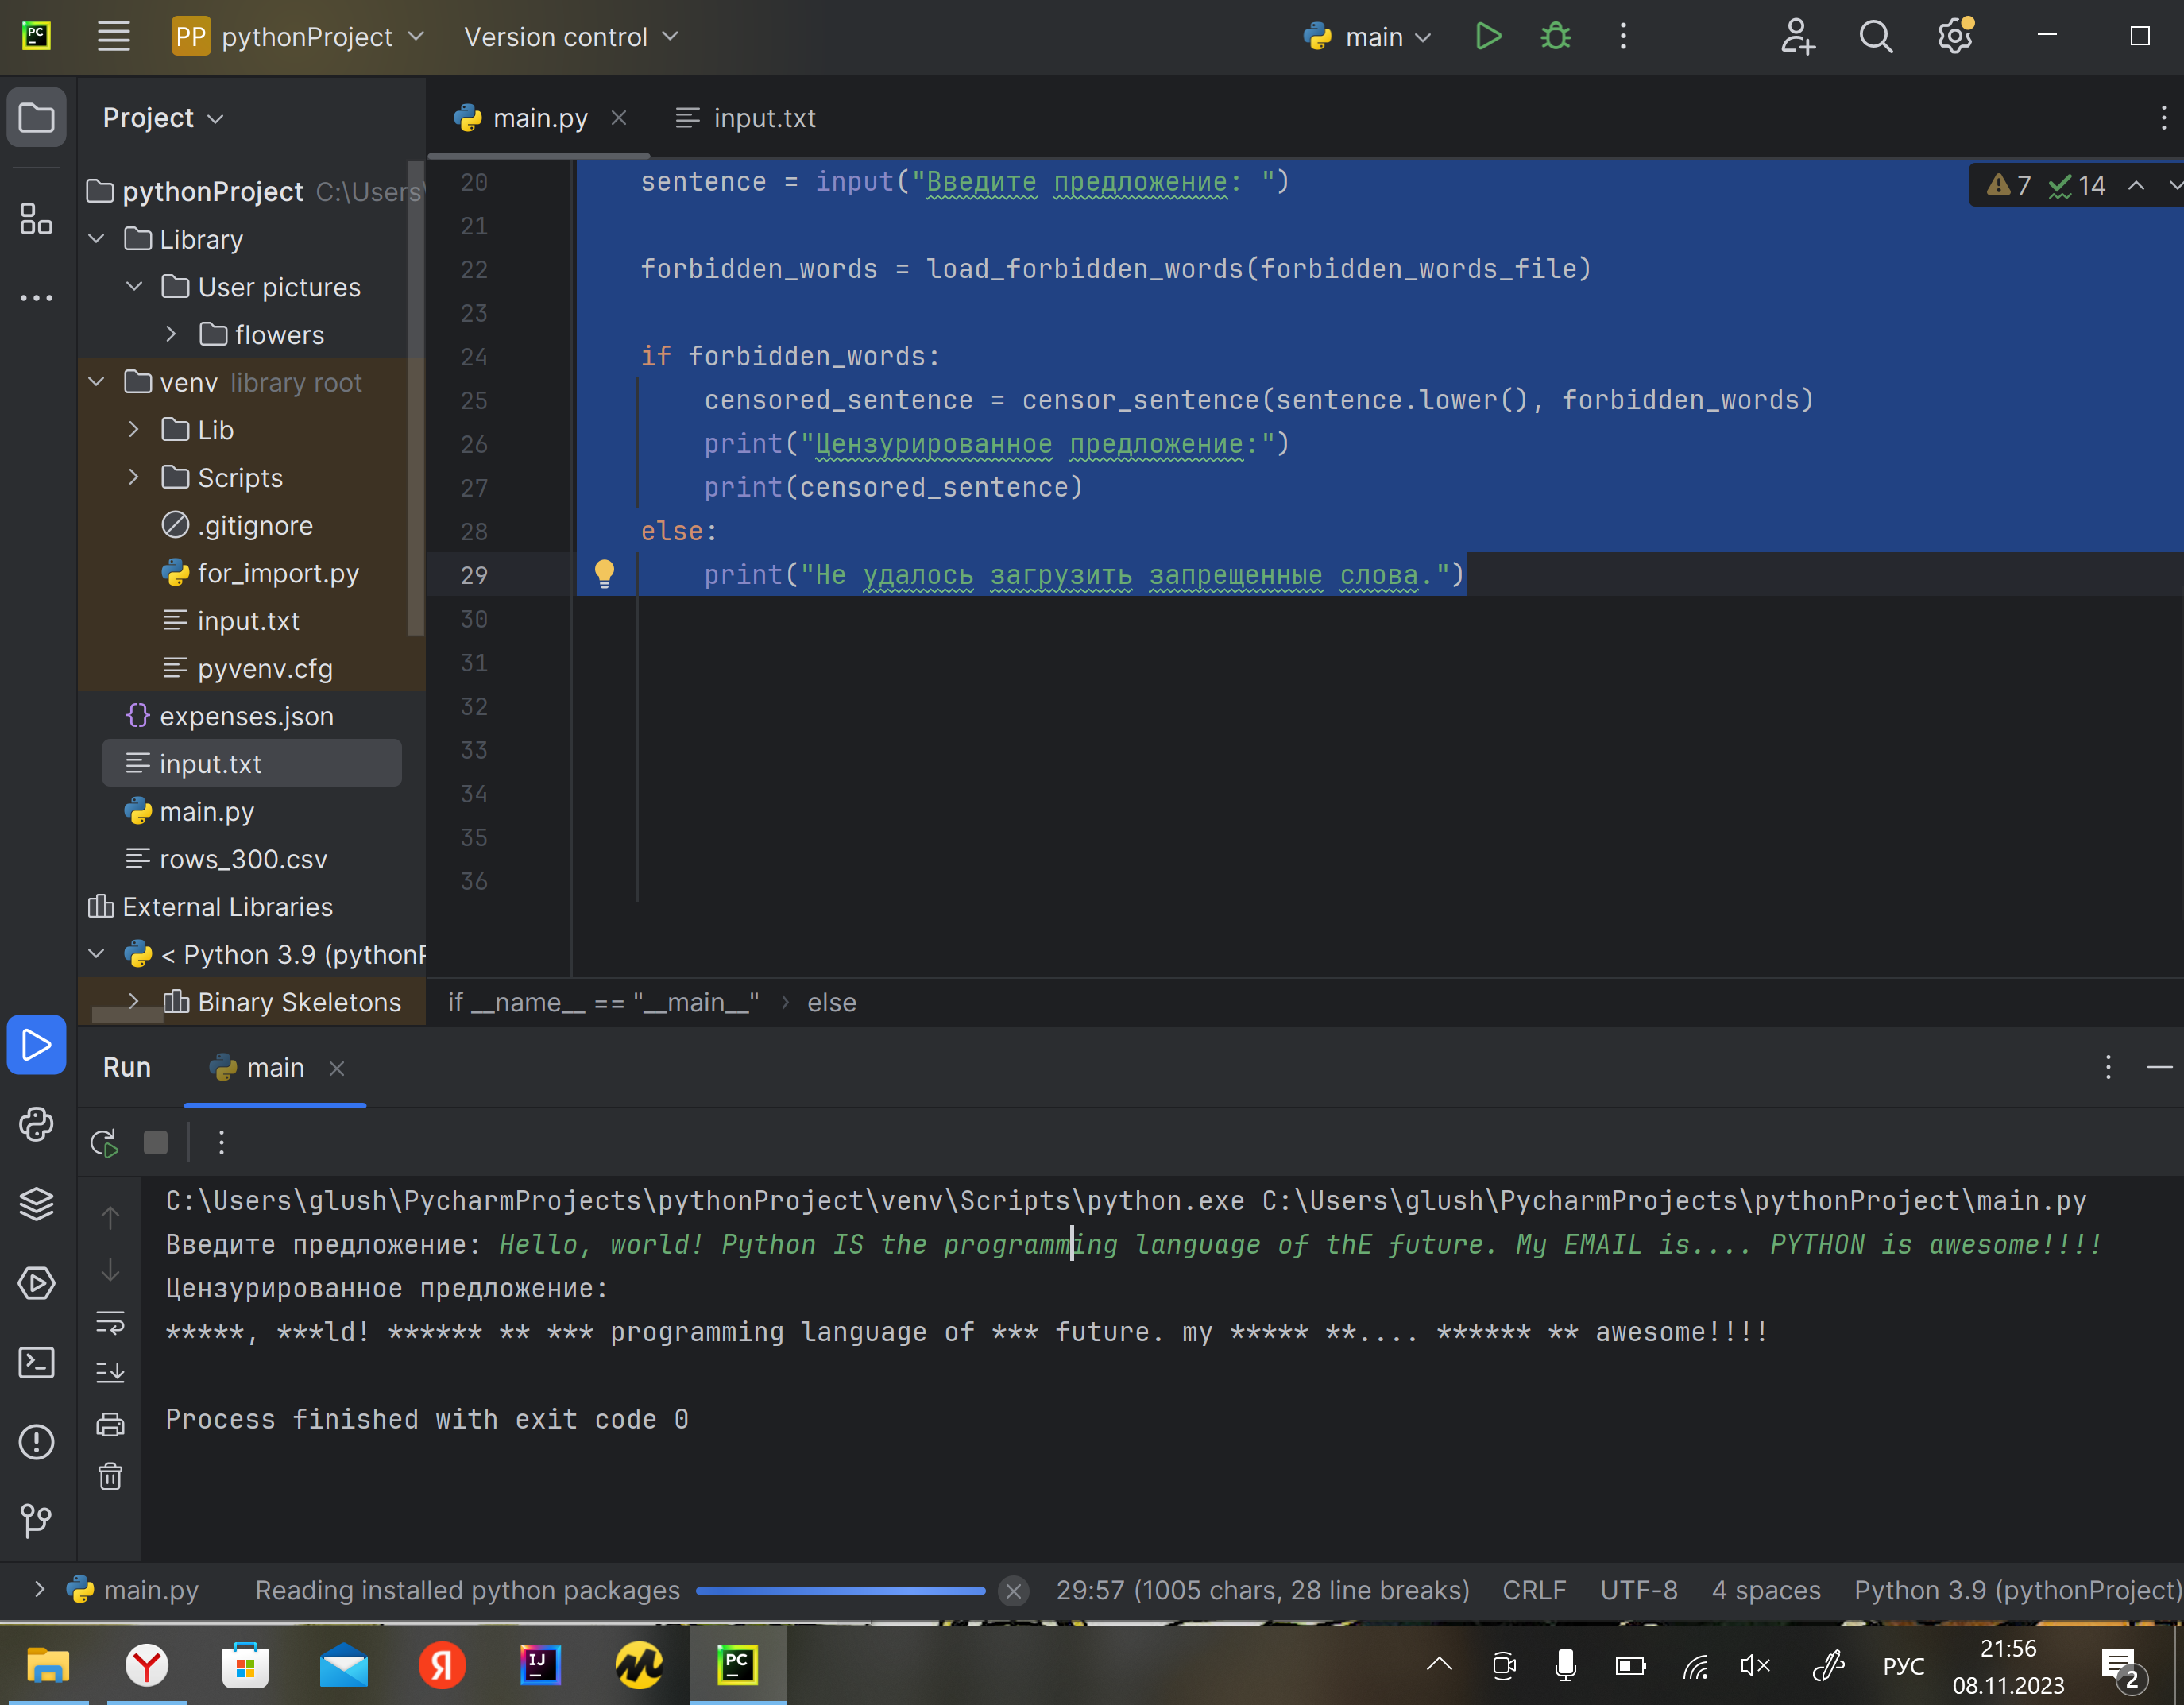 PC
PP pythonProject
Version control
main
Project
main.py
input.txt
pythonProject C:\Users\
Library
User pictures
flowers
venv library root
Lib
Scripts
.gitignore
for_import.py
input.txt
pyvenv.cfg
expenses.json
input.txt
main.py
rows_300.csv
External Libraries
< Python 3.9 (pythonP
Binary Skeletons
7 14
20 sentence = input("Введите предложение: ")
21
22 forbidden_words = load_forbidden_words(forbidden_words_file)
23
24 if forbidden_words:
25 censored_sentence = censor_sentence(sentence.lower(), forbidden_words)
26 print("Цензурированное предложение:")
27 print(censored_sentence)
28 else:
29 print("Не удалось загрузить запрещенные слова.")
30
31
32
33
34
35
36
if __name__ == "__main__" › else
Run
main
C:\Users\glush\PycharmProjects\pythonProject\venv\Scripts\python.exe C:\Users\glush\PycharmProjects\pythonProject\main.py
Введите предложение: Hello, world! Python IS the programming language of thE future. My EMAIL is.... PYTHON is awesome!!!!
Цензурированное предложение:
*****, ***ld! ****** ** *** programming language of *** future. my ***** **.... ****** ** awesome!!!!
Process finished with exit code 0
main.py
Reading installed python packages
29:57 (1005 chars, 28 line breaks)
CRLF
UTF-8
4 spaces
Python 3.9 (pythonProject)
Y
Я
IJ
PC
РУС
21:56
08.11.2023
2